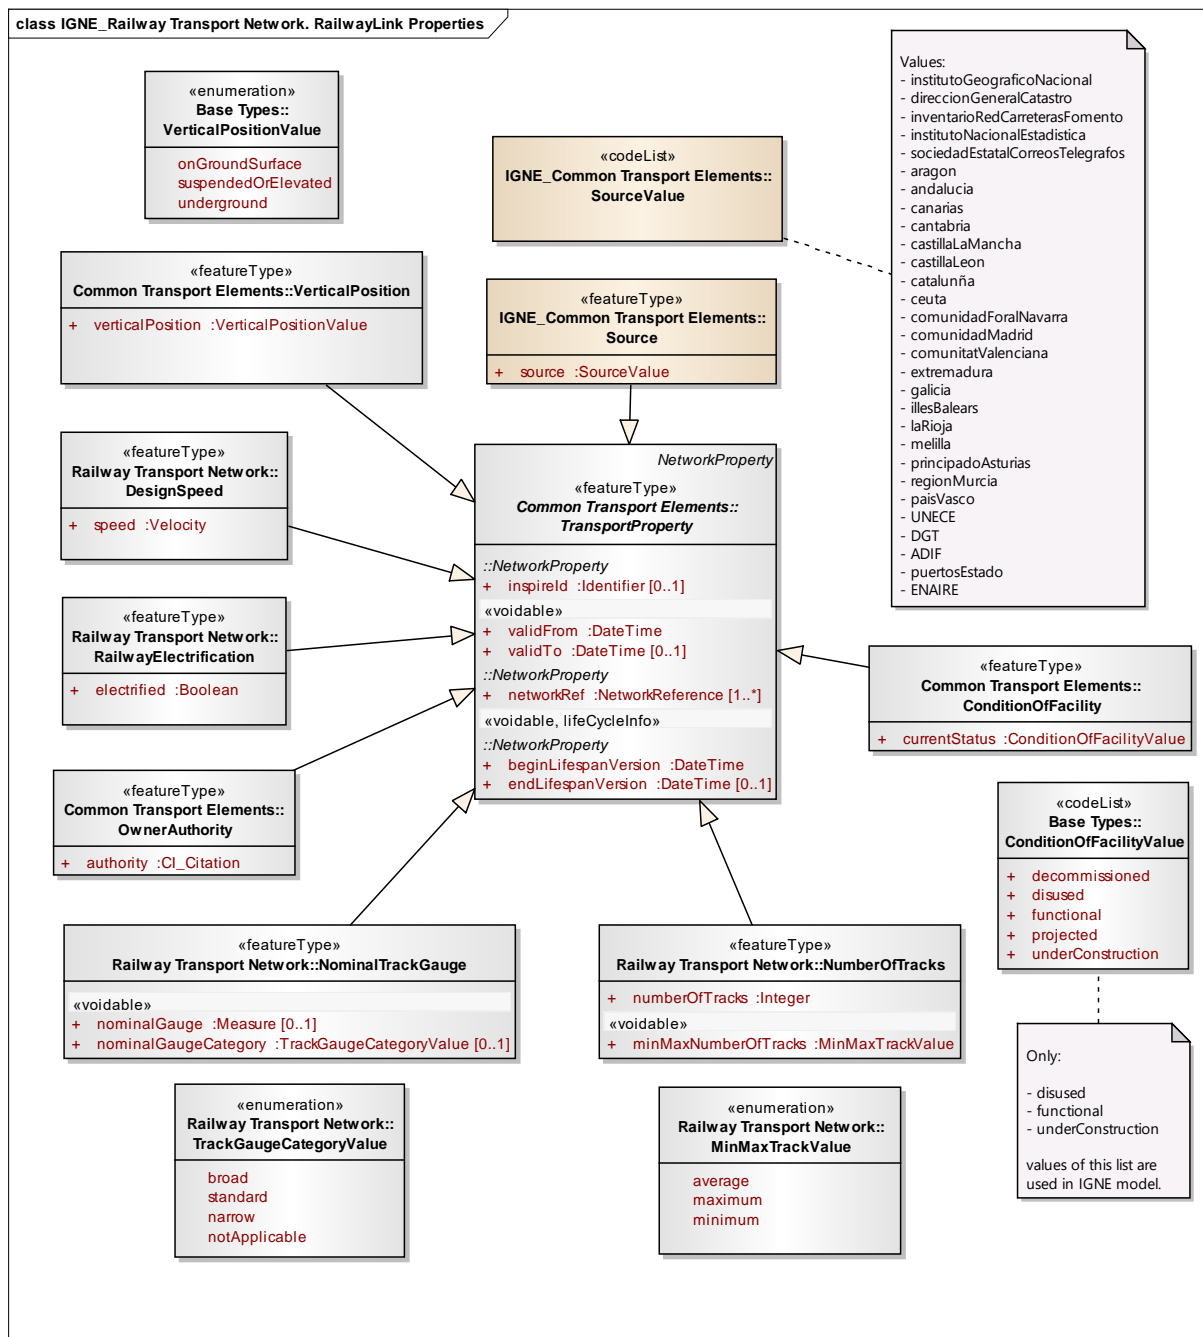 class IGNE_Railway Transport Network. RailwayLink Properties
«enumeration»
Base Types::
VerticalPositionValue
onGroundSurface
suspendedOrElevated
underground
«codeList»
IGNE_Common Transport Elements::
SourceValue
Values:
- institutoGeograficoNacional
- direccionGeneralCatastro
- inventarioRedCarreterasFomento
- institutoNacionalEstadistica
- sociedadEstatalCorreosTelegrafos
- aragon
- andalucia
- canarias
- cantabria
- castillaLaMancha
- castillaLeon
- catalunña
- ceuta
- comunidadForalNavarra
- comunidadMadrid
- comunitatValenciana
- extremadura
- galicia
- illesBalears
- laRioja
- melilla
- principadoAsturias
- regionMurcia
- paisVasco
- UNECE
- DGT
- ADIF
- puertosEstado
- ENAIRE
«featureType»
Common Transport Elements::VerticalPosition
+ verticalPosition :VerticalPositionValue
«featureType»
IGNE_Common Transport Elements::
Source
+ source :SourceValue
«featureType»
Railway Transport Network::
DesignSpeed
+ speed :Velocity
NetworkProperty
«featureType»
Common Transport Elements::
TransportProperty
::NetworkProperty
+ inspireId :Identifier [0..1]
«voidable»
+ validFrom :DateTime
+ validTo :DateTime [0..1]
::NetworkProperty
+ networkRef :NetworkReference [1..*]
«voidable, lifeCycleInfo»
::NetworkProperty
+ beginLifespanVersion :DateTime
+ endLifespanVersion :DateTime [0..1]
«featureType»
Railway Transport Network::
RailwayElectrification
+ electrified :Boolean
«featureType»
Common Transport Elements::
ConditionOfFacility
+ currentStatus :ConditionOfFacilityValue
«featureType»
Common Transport Elements::
OwnerAuthority
+ authority :CI_Citation
«codeList»
Base Types::
ConditionOfFacilityValue
+ decommissioned
+ disused
+ functional
+ projected
+ underConstruction
«featureType»
Railway Transport Network::NominalTrackGauge
«voidable»
+ nominalGauge :Measure [0..1]
+ nominalGaugeCategory :TrackGaugeCategoryValue [0..1]
«featureType»
Railway Transport Network::NumberOfTracks
+ numberOfTracks :Integer
«voidable»
+ minMaxNumberOfTracks :MinMaxTrackValue
Only:
- disused
- functional
- underConstruction
values of this list are
used in IGNE model.
«enumeration»
Railway Transport Network::
TrackGaugeCategoryValue
broad
standard
narrow
notApplicable
«enumeration»
Railway Transport Network::
MinMaxTrackValue
average
maximum
minimum